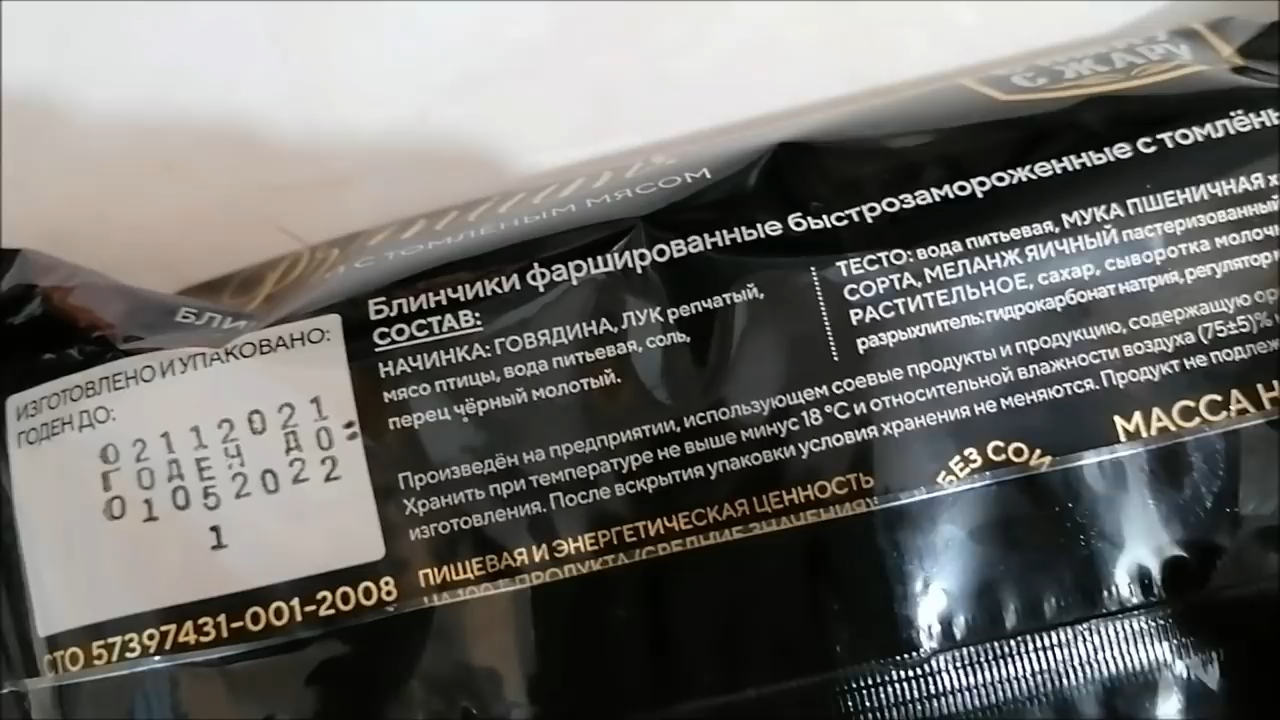 С ЖАРУ
С ТОМЛЕНЫМ МЯСОМ
БЛИ
Блинчики фаршированные быстрозамороженные с томлён
СОСТАВ:
НАЧИНКА: ГОВЯДИНА, ЛУК репчатый,
мясо птицы, вода питьевая, соль,
перец чёрный молотый.
ТЕСТО: вода питьевая, МУКА ПШЕНИЧНАЯ х
СОРТА, МЕЛАНЖ ЯИЧНЫЙ пастеризованный
РАСТИТЕЛЬНОЕ, сахар, сыворотка молоч
разрыхлитель: гидрокарбонат натрия, регулятор
Произведён на предприятии, использующем соевые продукты и продукцию, содержащую ор
Хранить при температуре не выше минус 18 °С и относительной влажности воздуха (75±5)%
изготовления. После вскрытия упаковки условия хранения не меняются. Продукт не подлеж
ПИЩЕВАЯ И ЭНЕРГЕТИЧЕСКАЯ ЦЕННОСТЬ
НА 100 Г ПРОДУКТА (СРЕДНИЕ ЗНАЧЕНИЯ)
БЕЗ СОИ
МАССА Н
ИЗГОТОВЛЕНО И УПАКОВАНО:
ГОДЕН ДО:
02112021
ГОДЕН ДО:
01052022
1
СТО 57397431-001-2008